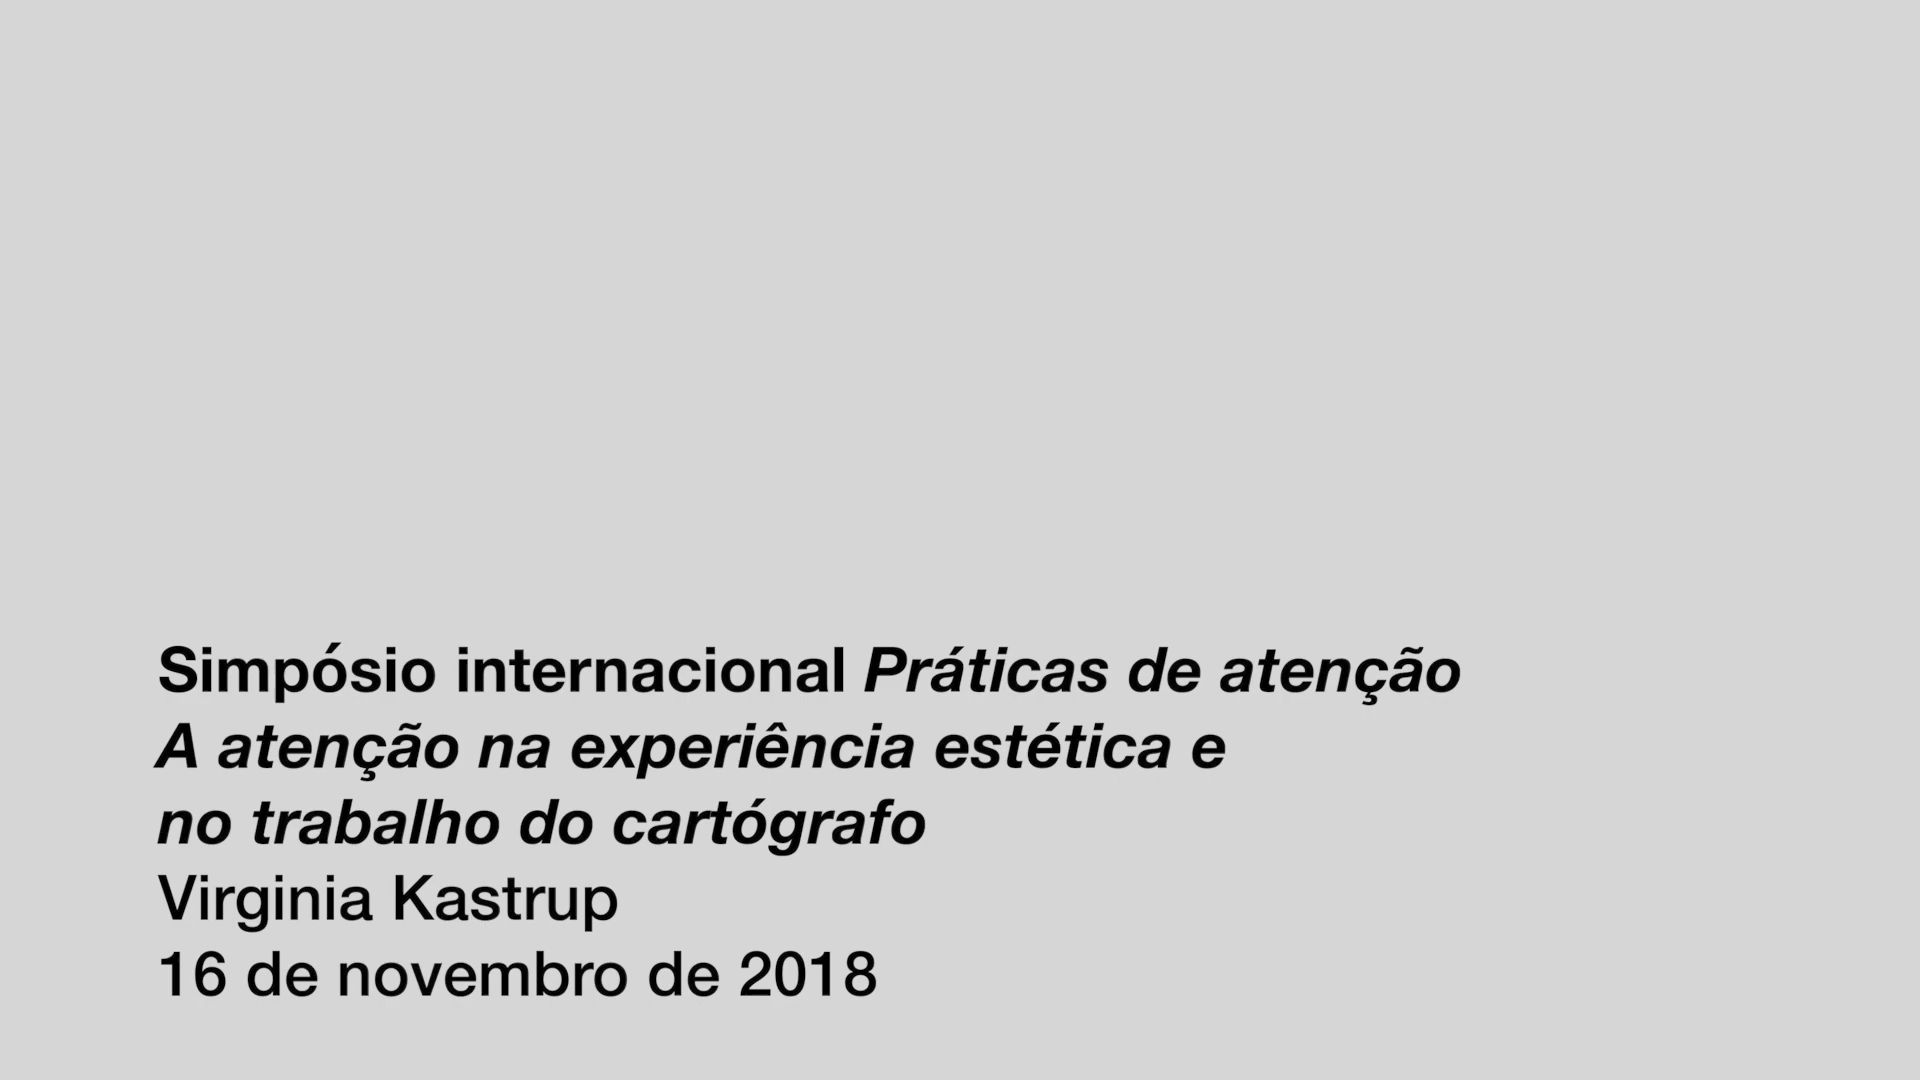 Simpósio internacional Práticas de atenção
A atenção na experiência estética e
no trabalho do cartógrafo
Virginia Kastrup
16 de novembro de 2018